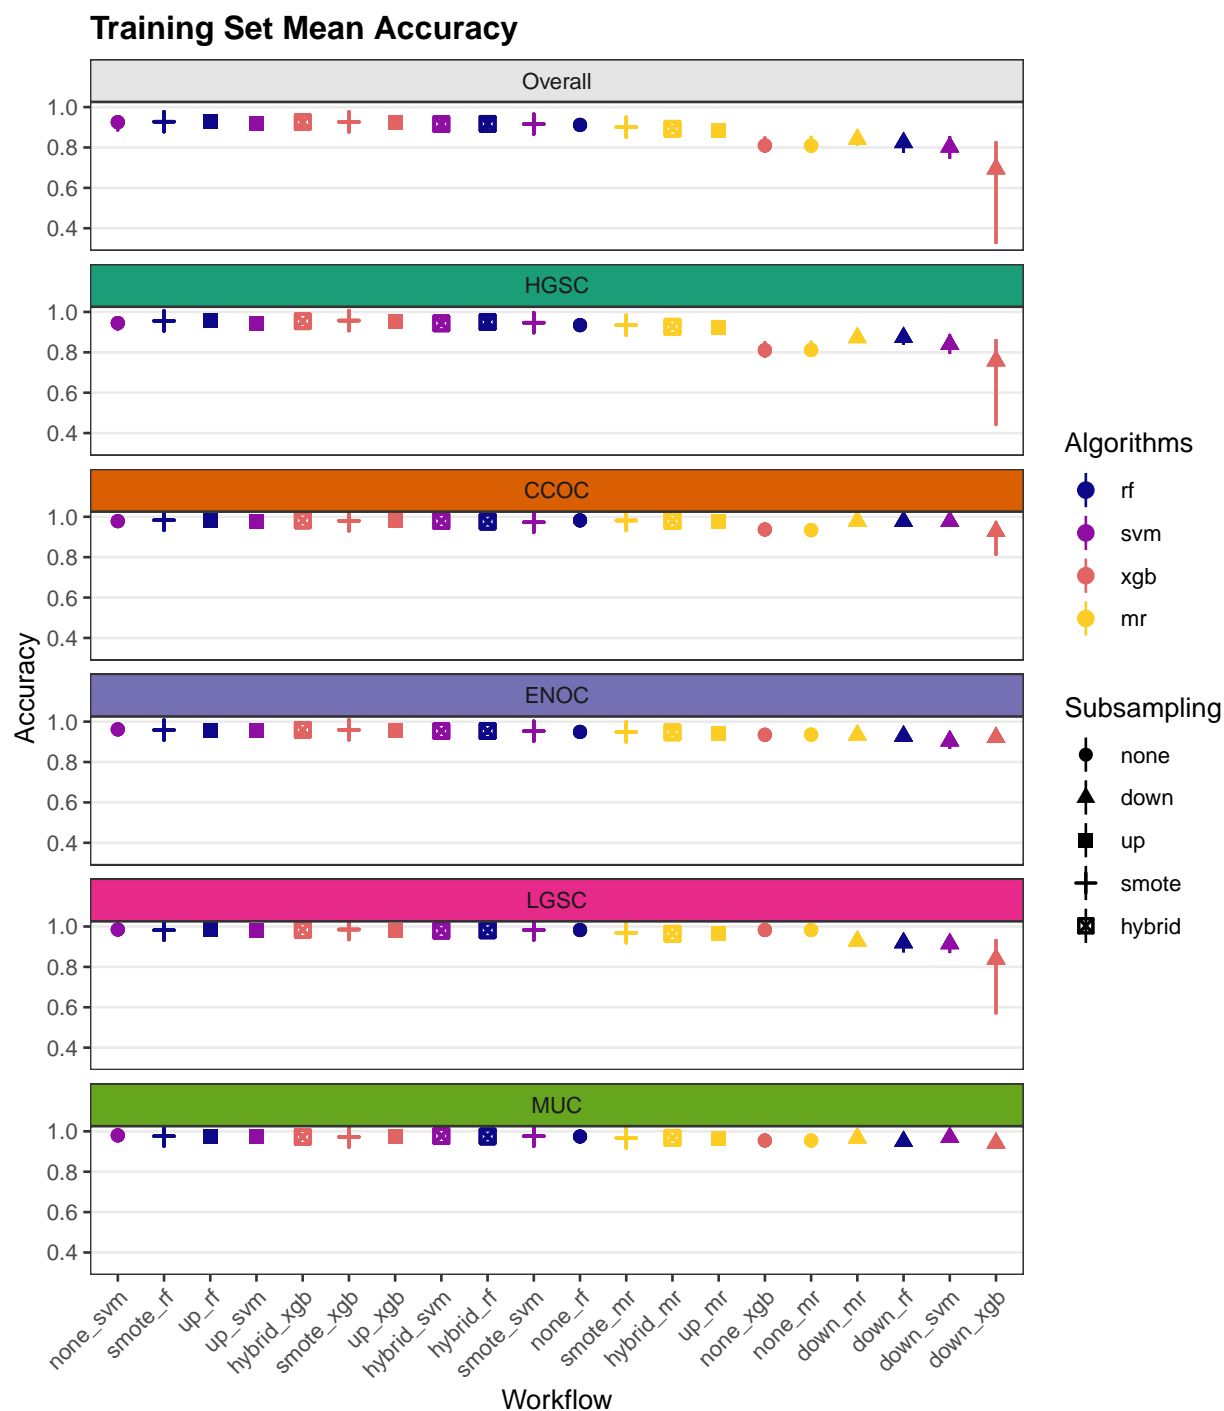 Training Set Mean Accuracy
Overall
1.0
0.8
0.6
0.4
HGSC
1.0
0.8
0.6
0.4
CCOC
1.0
0.8
0.6
0.4
ENOC
1.0
0.8
0.6
0.4
LGSC
1.0
0.8
0.6
0.4
MUC
1.0
0.8
0.6
0.4
Accuracy
none_svm
smote_rf
up_rf
up_svm
hybrid_xgb
smote_xgb
up_xgb
hybrid_svm
hybrid_rf
smote_svm
none_rf
smote_mr
hybrid_mr
up_mr
none_xgb
none_mr
down_mr
down_rf
down_svm
down_xgb
Workflow
Algorithms
rf
svm
xgb
mr
Subsampling
none
down
up
smote
hybrid